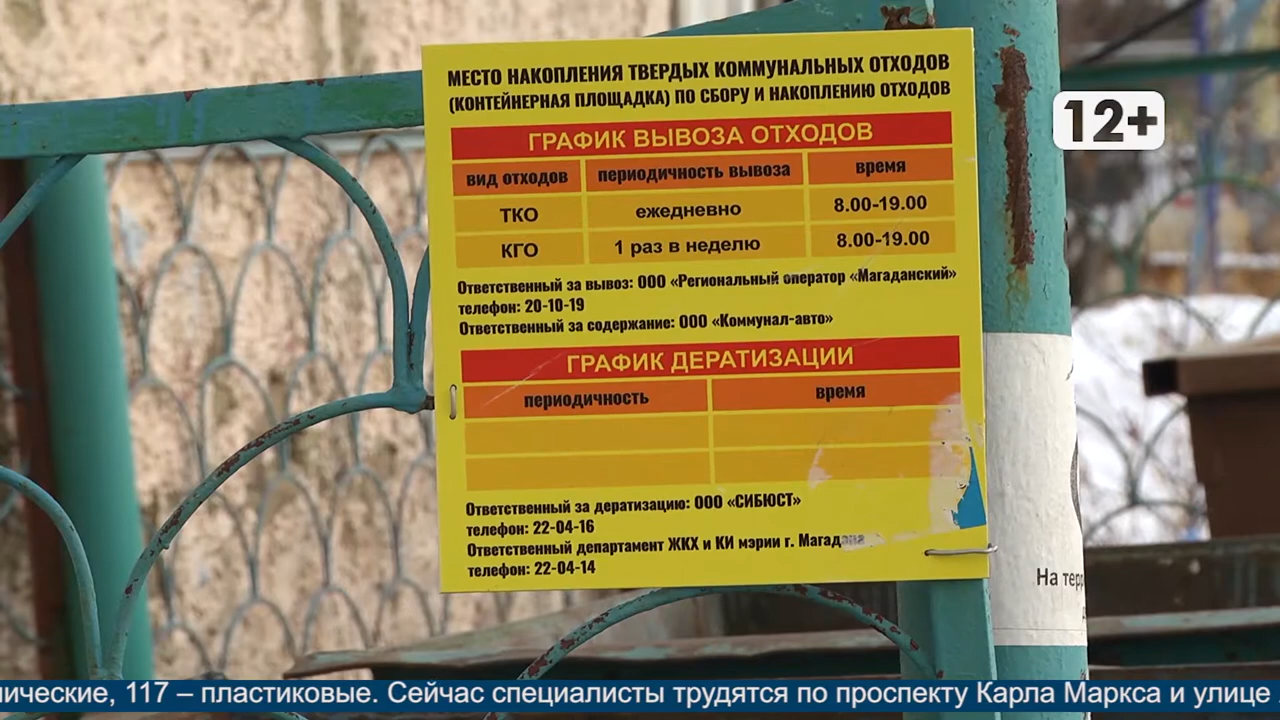 МЕСТО НАКОПЛЕНИЯ ТВЕРДЫХ КОММУНАЛЬНЫХ ОТХОДОВ
(КОНТЕЙНЕРНАЯ ПЛОЩАДКА) ПО СБОРУ И НАКОПЛЕНИЮ ОТХОДОВ
12+
ГРАФИК ВЫВОЗА ОТХОДОВ
вид отходов периодичность вывоза время
ТКО ежедневно 8.00-19.00
КГО 1 раз в неделю 8.00-19.00
Ответственный за вывоз: ООО «Региональный оператор «Магаданский»
телефон: 20-10-19
Ответственный за содержание: ООО «Коммунал-авто»
ГРАФИК ДЕРАТИЗАЦИИ
периодичность время
Ответственный за дератизацию: ООО «СИБЮСТ»
телефон: 22-04-16
Ответственный департамент ЖКХ и КИ мэрии г. Магадана
телефон: 22-04-14
На
117 – пластиковые. Сейчас специалисты трудятся по проспекту Карла Маркса и улице